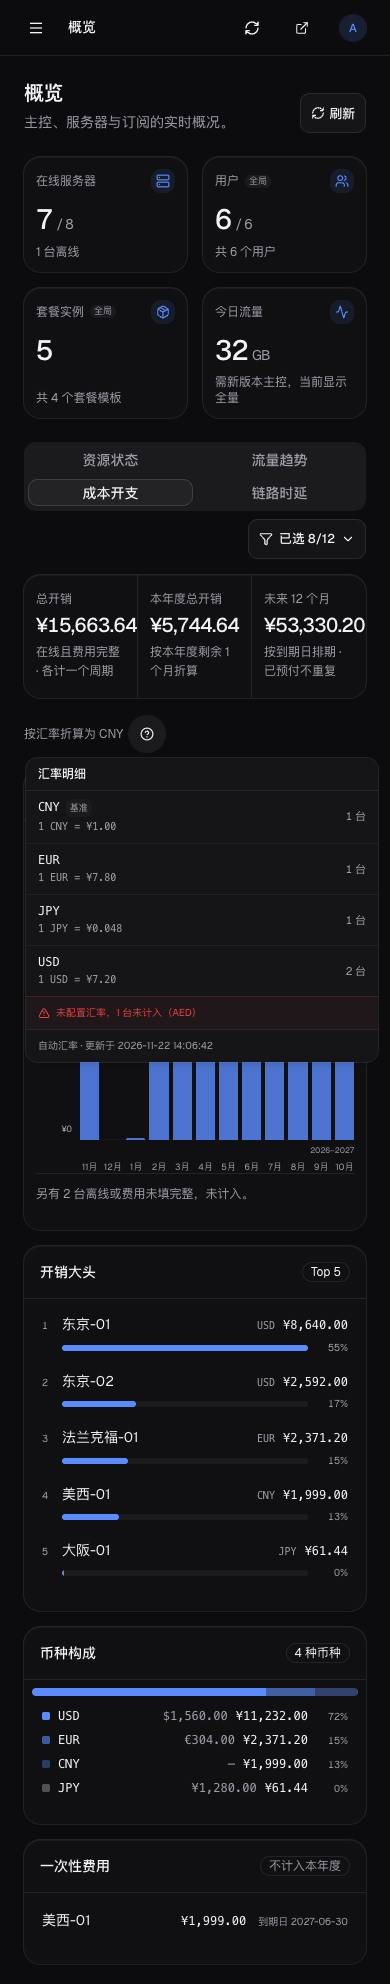 概览
A
概览
主控、服务器与订阅的实时概况。
刷新
在线服务器
7 / 8
1 台离线
用户 全局
6 / 6
共 6 个用户
套餐实例 全局
5
共 4 个套餐模板
今日流量
32 GB
需新版本主控，当前显示
全量
资源状态
流量趋势
成本开支
链路时延
已选 8/12
总开销
¥15,663.64
在线且费用完整
· 各计一个周期
本年度总开销
¥5,744.64
按本年度剩余 1
个月折算
未来 12 个月
¥53,330.20
按到期日排期 ·
已预付不重复
按汇率折算为 CNY
汇率明细
CNY 基准
1 CNY = ¥1.00
1 台
EUR
1 EUR = ¥7.80
1 台
JPY
1 JPY = ¥0.048
1 台
USD
1 USD = ¥7.20
2 台
未配置汇率，1 台未计入（AED）
自动汇率 · 更新于 2026-11-22 14:06:42
¥0
2026–2027
11月 12月 1月 2月 3月 4月 5月 6月 7月 8月 9月 10月
另有 2 台离线或费用未填完整，未计入。
开销大头
Top 5
1 东京-01 USD ¥8,640.00
55%
2 东京-02 USD ¥2,592.00
17%
3 法兰克福-01 EUR ¥2,371.20
15%
4 美西-01 CNY ¥1,999.00
13%
5 大阪-01 JPY ¥61.44
0%
币种构成
4 种币种
USD $1,560.00 ¥11,232.00 72%
EUR €304.00 ¥2,371.20 15%
CNY — ¥1,999.00 13%
JPY ¥1,280.00 ¥61.44 0%
一次性费用
不计入本年度
美西-01 ¥1,999.00 到期日 2027-06-30